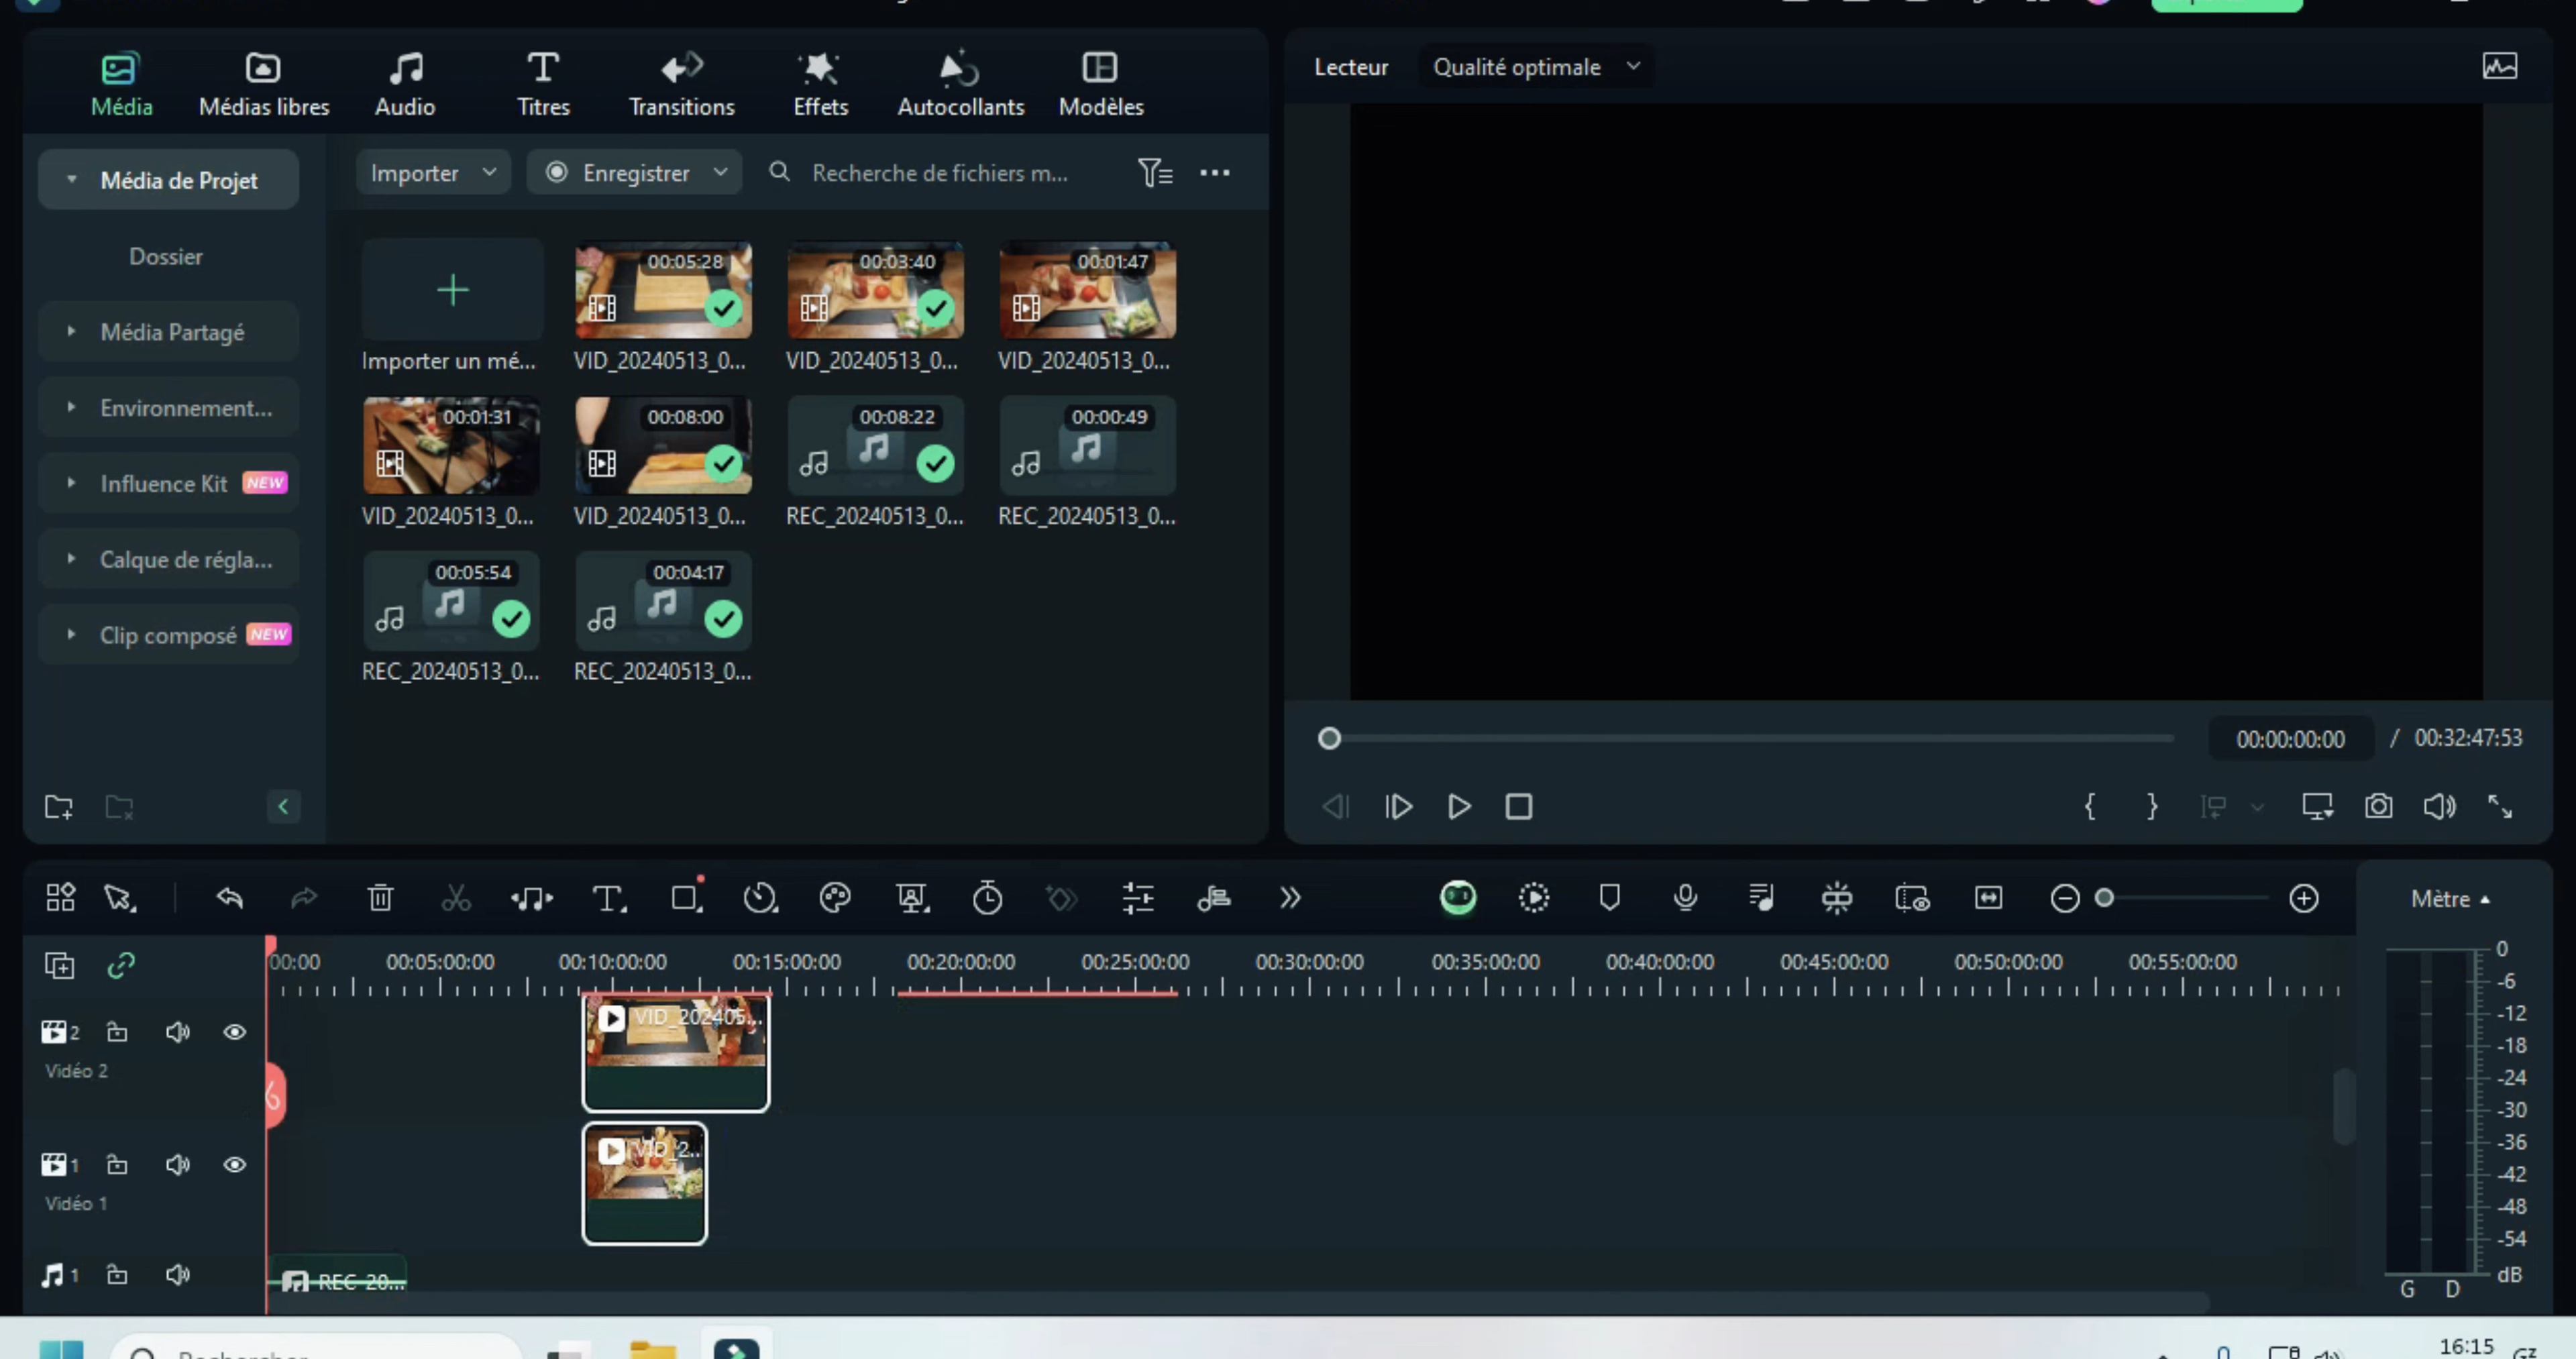 Média
Médias libres
Audio
Titres
Transitions
Effets
Autocollants
Modèles
Lecteur
Qualité optimale
Média de Projet
Importer
Enregistrer
Recherche de fichiers m...
Dossier
Média Partagé
Environnement...
Influence Kit NEW
Calque de régla...
Clip composé NEW
00:05:28
00:03:40
00:01:47
Importer un mé...
VID_20240513_0...
VID_20240513_0...
VID_20240513_0...
00:01:31
00:08:00
00:08:22
00:00:49
VID_20240513_0...
VID_20240513_0...
REC_20240513_0...
REC_20240513_0...
00:05:54
00:04:17
REC_20240513_0...
REC_20240513_0...
00:00:00:00 / 00:32:47:53
Mètre
00:00
00:05:00:00
00:10:00:00
00:15:00:00
00:20:00:00
00:25:00:00
00:30:00:00
00:35:00:00
00:40:00:00
00:45:00:00
00:50:00:00
00:55:00:00
2
Vidéo 2
VID_202405...
1
Vidéo 1
VID_2...
1
REC_20...
0
-6
-12
-18
-24
-30
-36
-42
-48
-54
dB
G D
Rechercher
16:15